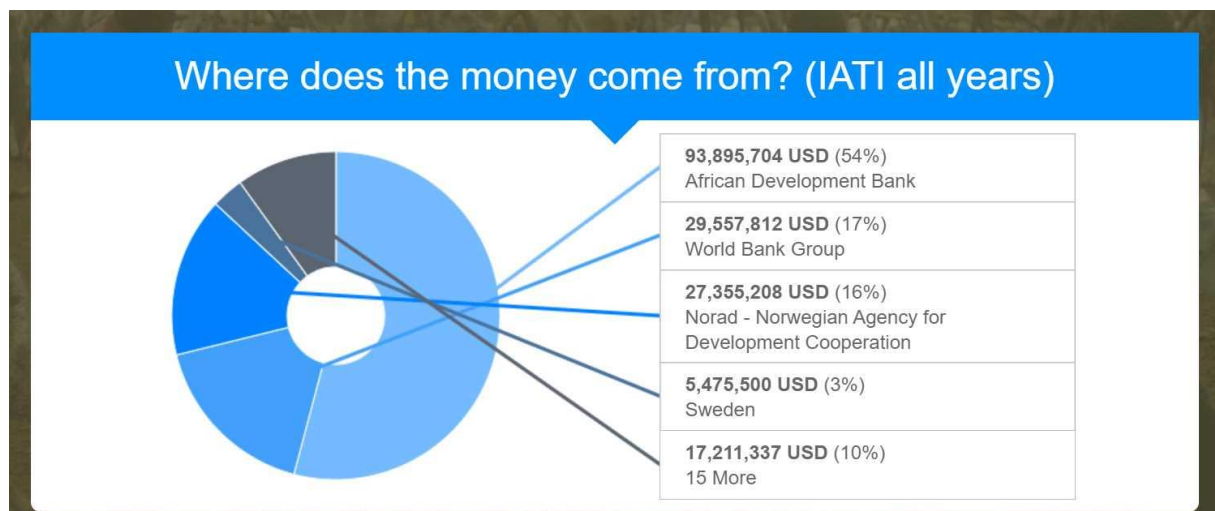 Where does the money come from? (IATI all years)
93,895,704 USD (54%)
African Development Bank
29,557,812 USD (17%)
World Bank Group
27,355,208 USD (16%)
Norad - Norwegian Agency for
Development Cooperation
5,475,500 USD (3%)
Sweden
17,211,337 USD (10%)
15 More